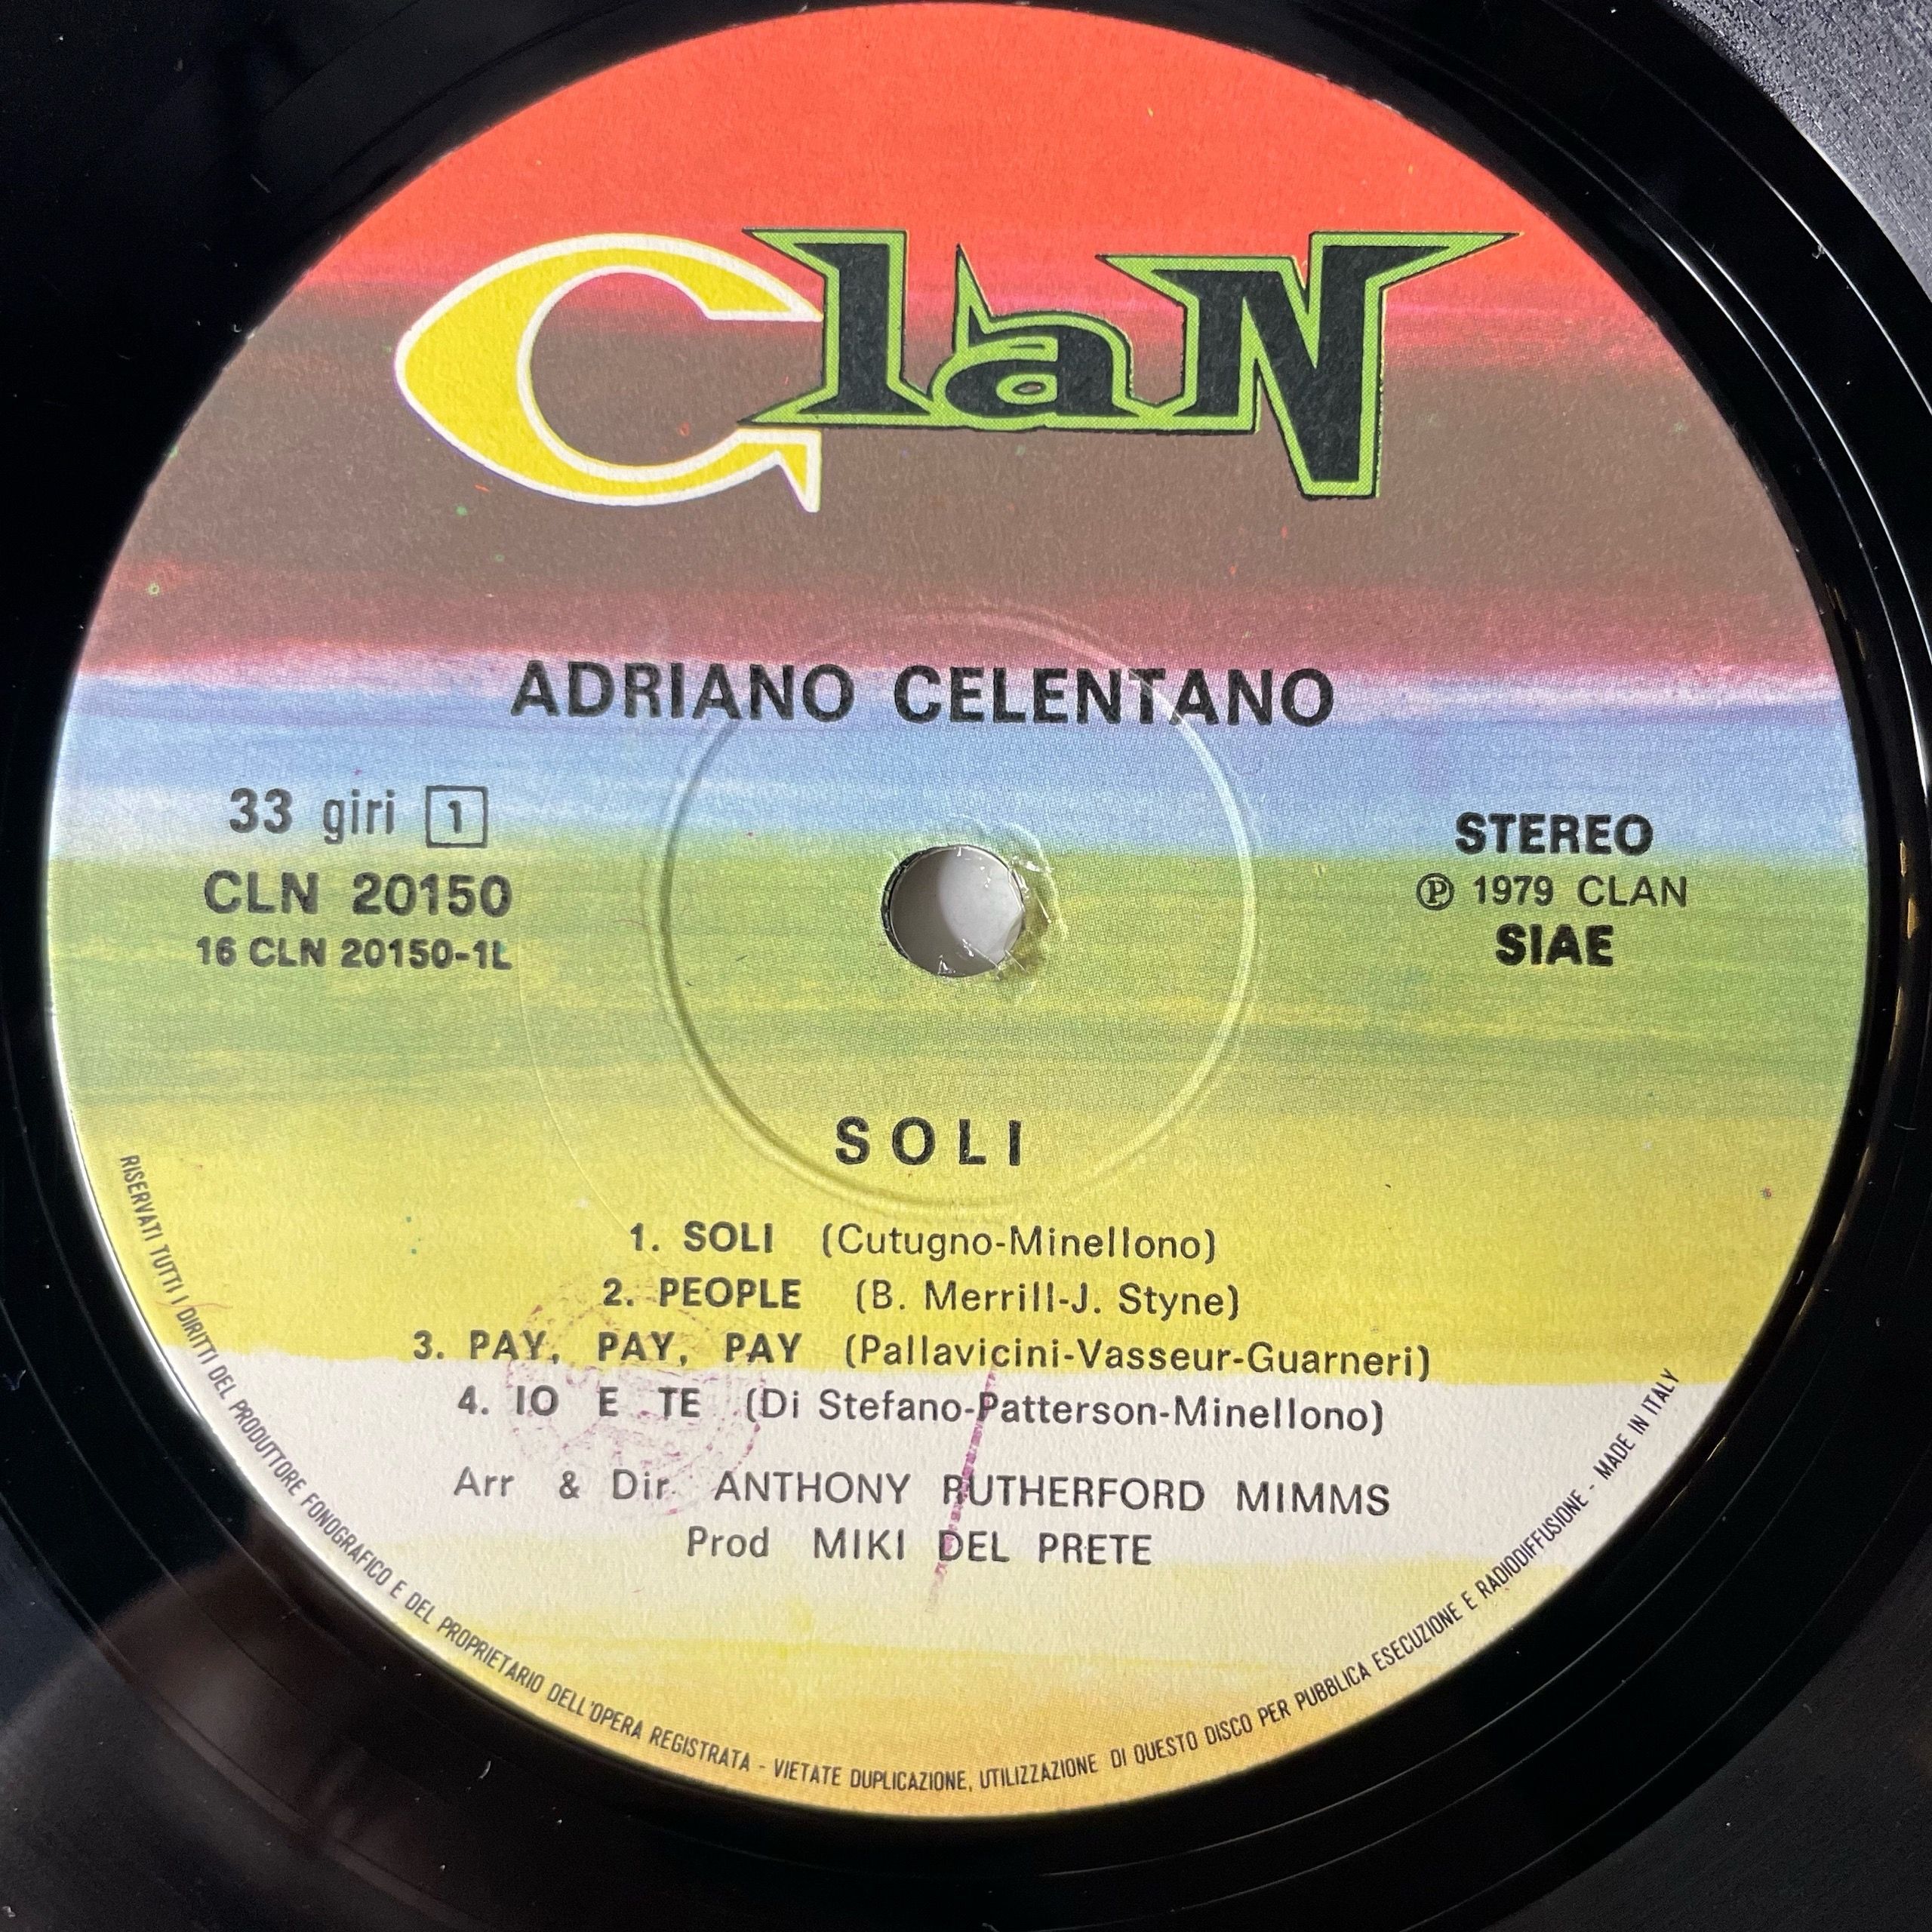 ClaN
ADRIANO CELENTANO
33 giri 1
CLN 20150
16 CLN 20150-1L
STEREO
℗ 1979 CLAN
SIAE
SOLI
1. SOLI (Cutugno-Minellono)
2. PEOPLE (B. Merrill-J. Styne)
3. PAY, PAY, PAY (Pallavicini-Vasseur-Guarneri)
4. IO E TE (Di Stefano-Patterson-Minellono)
Arr & Dir. ANTHONY RUTHERFORD MIMMS
Prod MIKI DEL PRETE
RISERVATI TUTTI I DIRITTI DEL PRODUTTORE FONOGRAFICO E DEL PROPRIETARIO DELL'OPERA REGISTRATA - VIETATE DUPLICAZIONE, UTILIZZAZIONE DI QUESTO DISCO PER PUBBLICA ESECUZIONE E RADIODIFFUSIONE - MADE IN ITALY